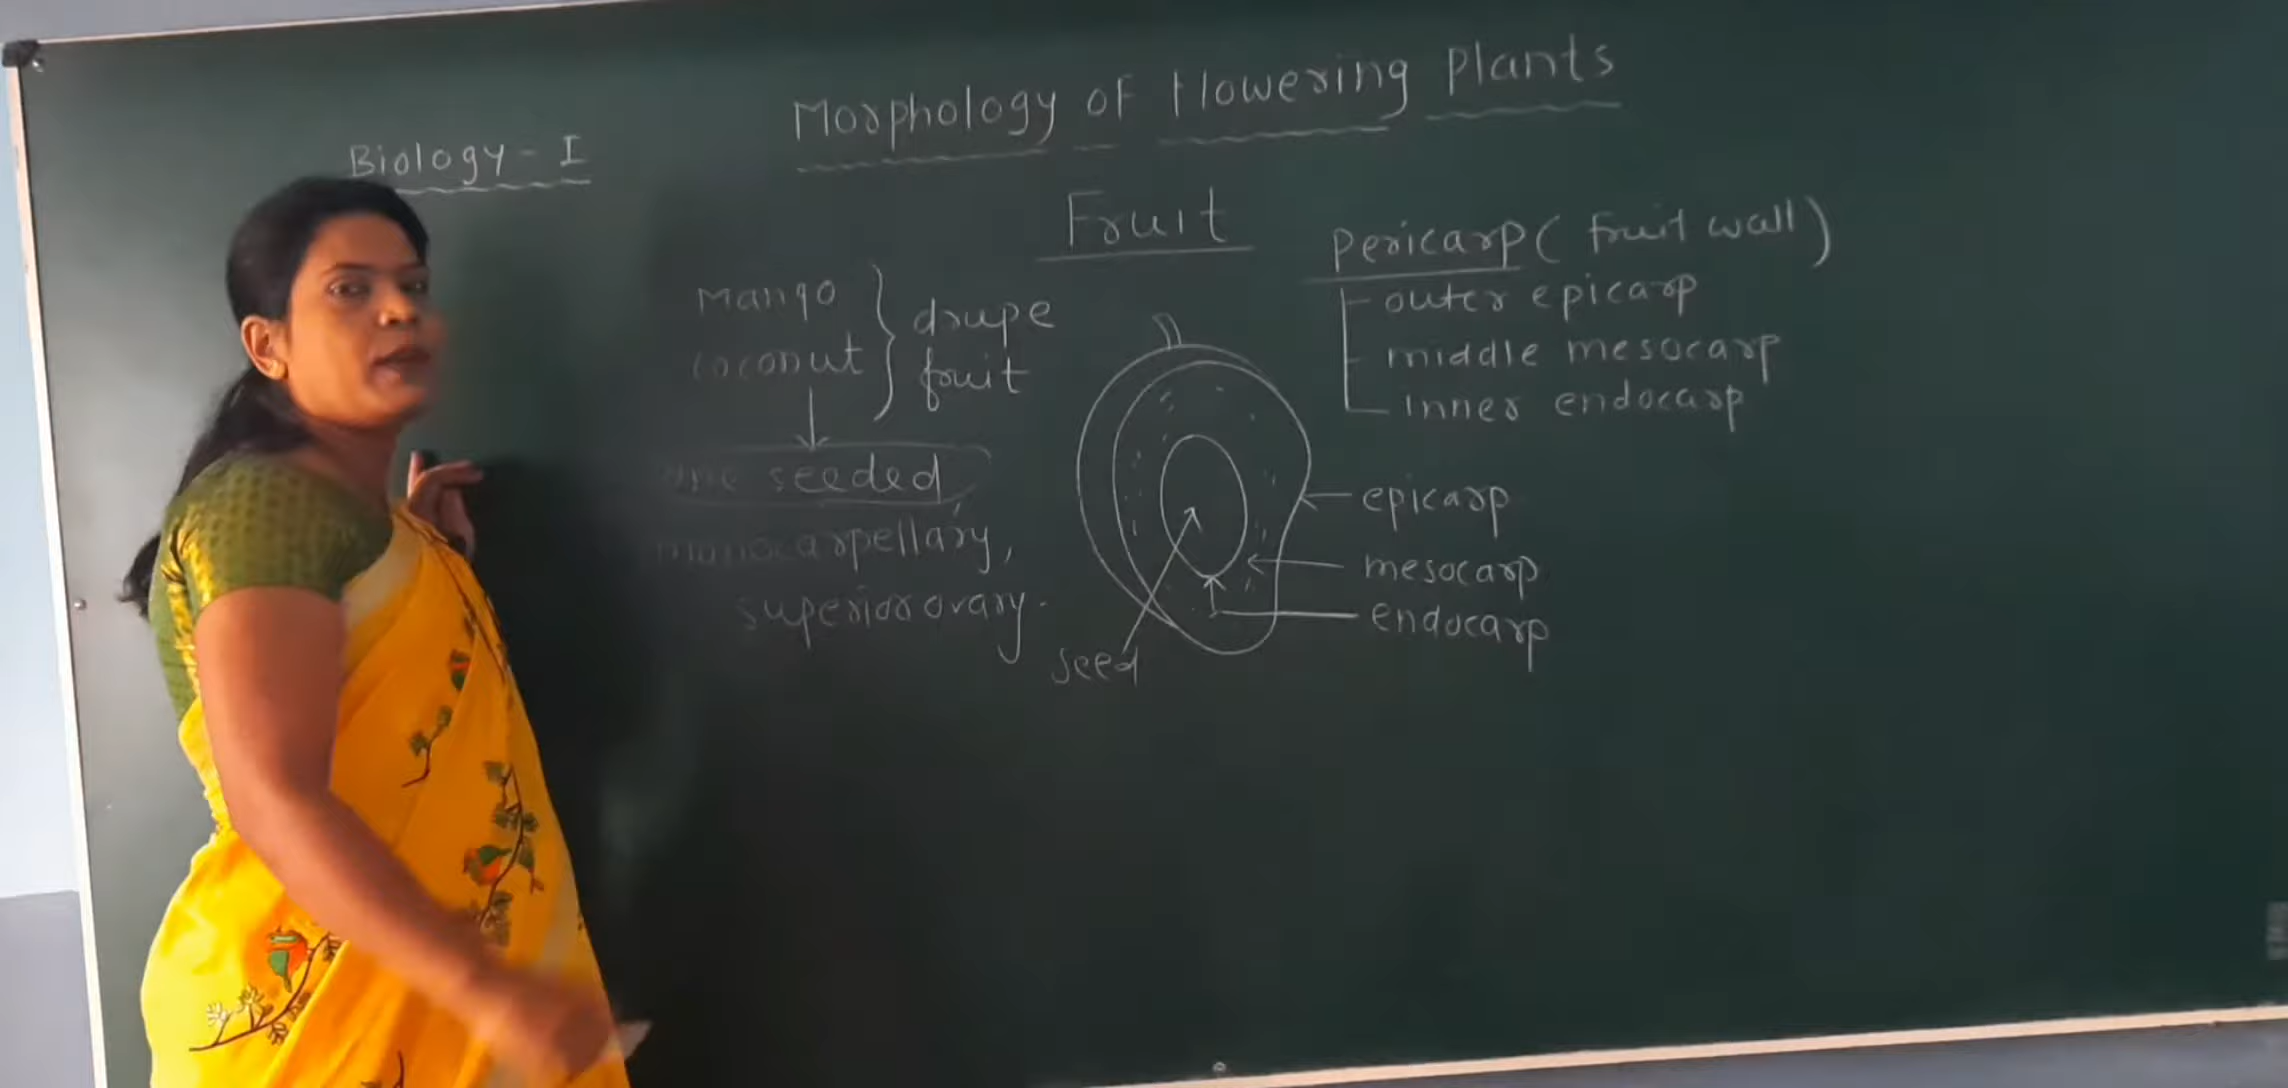 Morphology of Flowering Plants
Biology - I
Fruit
Pericarp ( fruit wall )
outer epicarp
middle mesocarp
Inner endocarp
Mango
coconut
drupe
fruit
one seeded,
monocarpellary,
superior ovary.
seed
epicarp
mesocarp
endocarp